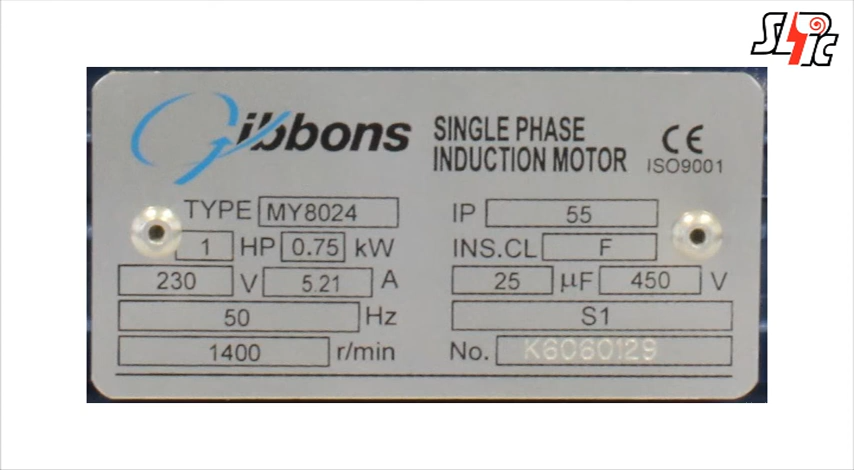 SLPIC
Gibbons
SINGLE PHASE
INDUCTION MOTOR
CE
ISO9001
TYPE MY8024
IP 55
1 HP 0.75 kW
INS.CL F
230 V 5.21 A
25 µF 450 V
50 Hz
S1
1400 r/min
No. K6060129